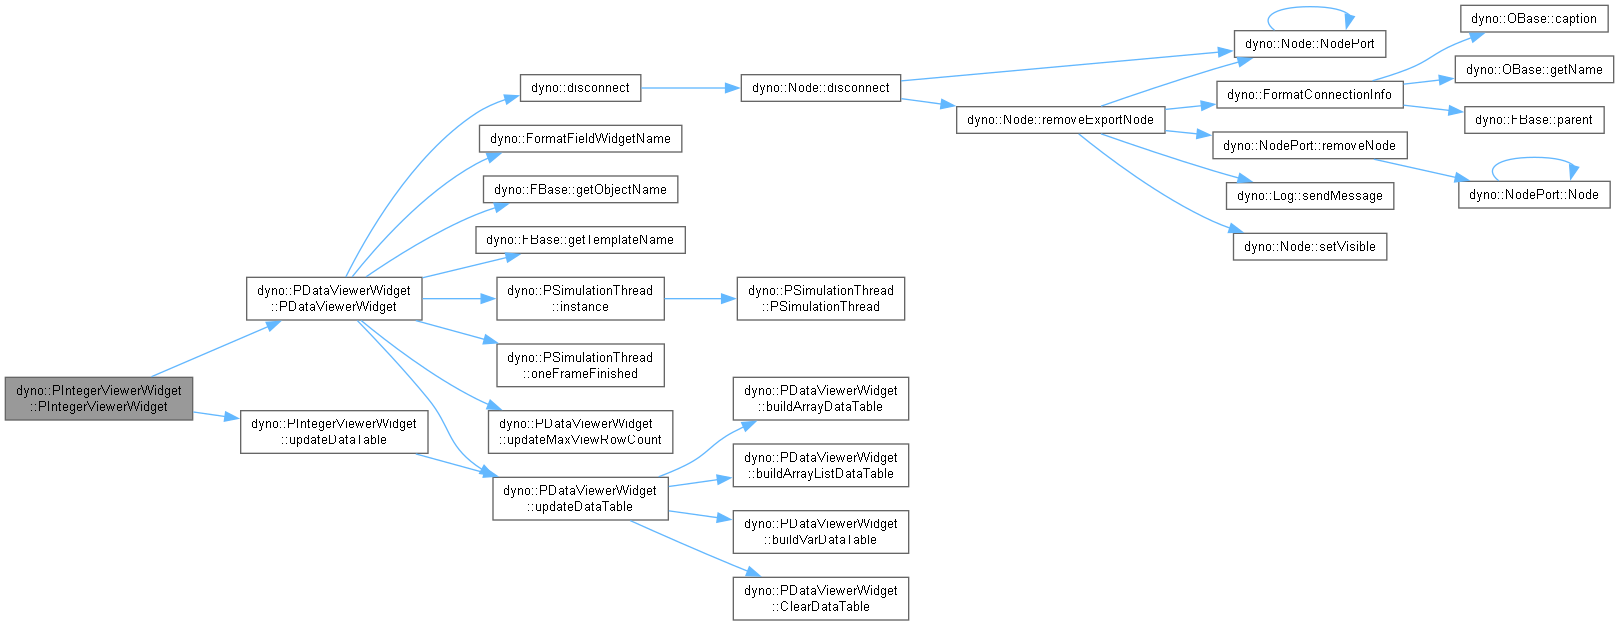 dyno::PIntegerViewerWidget
::PIntegerViewerWidget
dyno::PDataViewerWidget
::PDataViewerWidget
dyno::PIntegerViewerWidget
::updateDataTable
dyno::disconnect
dyno::FormatFieldWidgetName
dyno::FBase::getObjectName
dyno::FBase::getTemplateName
dyno::PSimulationThread
::instance
dyno::PSimulationThread
::oneFrameFinished
dyno::PDataViewerWidget
::updateMaxViewRowCount
dyno::PDataViewerWidget
::updateDataTable
dyno::Node::disconnect
dyno::PSimulationThread
::PSimulationThread
dyno::PDataViewerWidget
::buildArrayDataTable
dyno::PDataViewerWidget
::buildArrayListDataTable
dyno::PDataViewerWidget
::buildVarDataTable
dyno::PDataViewerWidget
::ClearDataTable
dyno::Node::removeExportNode
dyno::Node::NodePort
dyno::FormatConnectionInfo
dyno::NodePort::removeNode
dyno::Log::sendMessage
dyno::Node::setVisible
dyno::OBase::caption
dyno::OBase::getName
dyno::FBase::parent
dyno::NodePort::Node